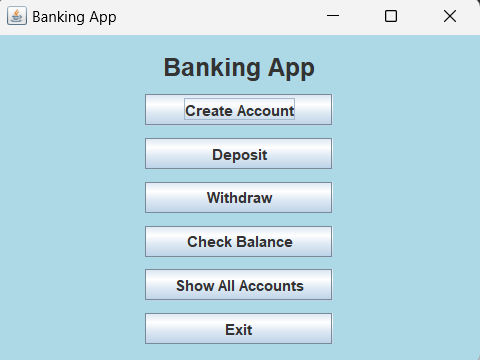 Banking App
Banking App
Create Account
Deposit
Withdraw
Check Balance
Show All Accounts
Exit